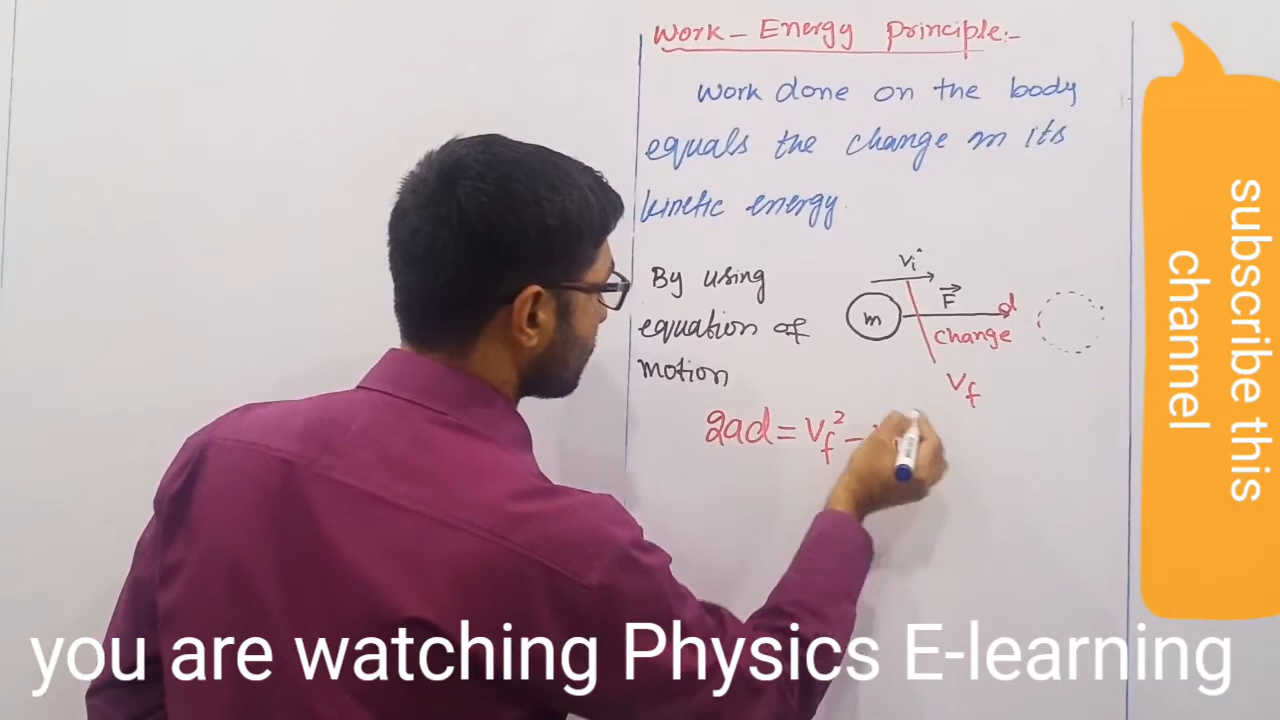 Work - Energy Principle:-
Work done on the body
equals the change in its
kinetic energy.
By using
equation of
motion
vi
F
d
m
change
vf
2ad = vf² -
subscribe this
channel
you are watching Physics E-learning